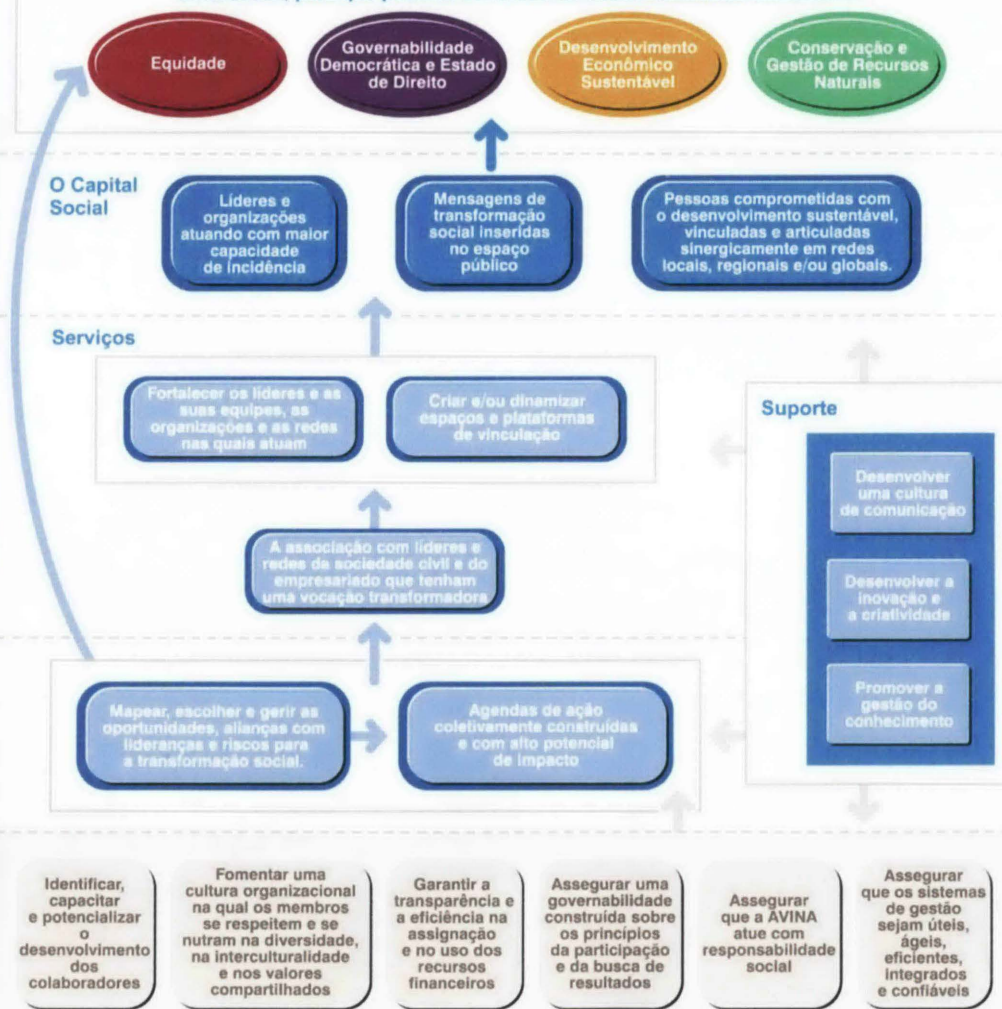 Equidade
Governabilidade
Democrática e Estado
de Direito
Desenvolvimento
Econômico
Sustentável
Conservação e
Gestão de Recursos
Naturais
O Capital
Social
Líderes e
organizações
atuando com maior
capacidade
de incidência
Mensagens de
transformação
social inseridas
no espaço
público
Pessoas comprometidas com
o desenvolvimento sustentável,
vinculadas e articuladas
sinergicamente em redes
locais, regionais e/ou globais.
Serviços
Fortalecer os líderes e as
suas equipes, as
organizações e as redes
nas quais atuam
Criar e/ou dinamizar
espaços e plataformas
de vinculação
Suporte
Desenvolver
uma cultura
da comunicação
Desenvolver a
inovação e
a criatividade
Promover a
gestão do
conhecimento
A associação com líderes e
redes da sociedade civil e do
empresariado que tenham
uma vocação transformadora
Mapear, escolher e gerir as
oportunidades, alianças com
lideranças e riscos para
a transformação social.
Agendas de ação
coletivamente construídas
e com alto potencial
de impacto
Identificar,
capacitar
e potencializar
o
desenvolvimento
dos
colaboradores
Fomentar uma
cultura organizacional
na qual os membros
se respeitem e se
nutram na diversidade,
na interculturalidade
e nos valores
compartilhados
Garantir a
transparência e
a eficiência na
assignação
e no uso dos
recursos
financeiros
Assegurar uma
governabilidade
construída sobre
os princípios
da participação
e da busca de
resultados
Assegurar
que a AVINA
atue com
responsabilidade
social
Assegurar
que os sistemas
de gestão
sejam úteis,
ágeis,
eficientes,
integrados
e confiáveis